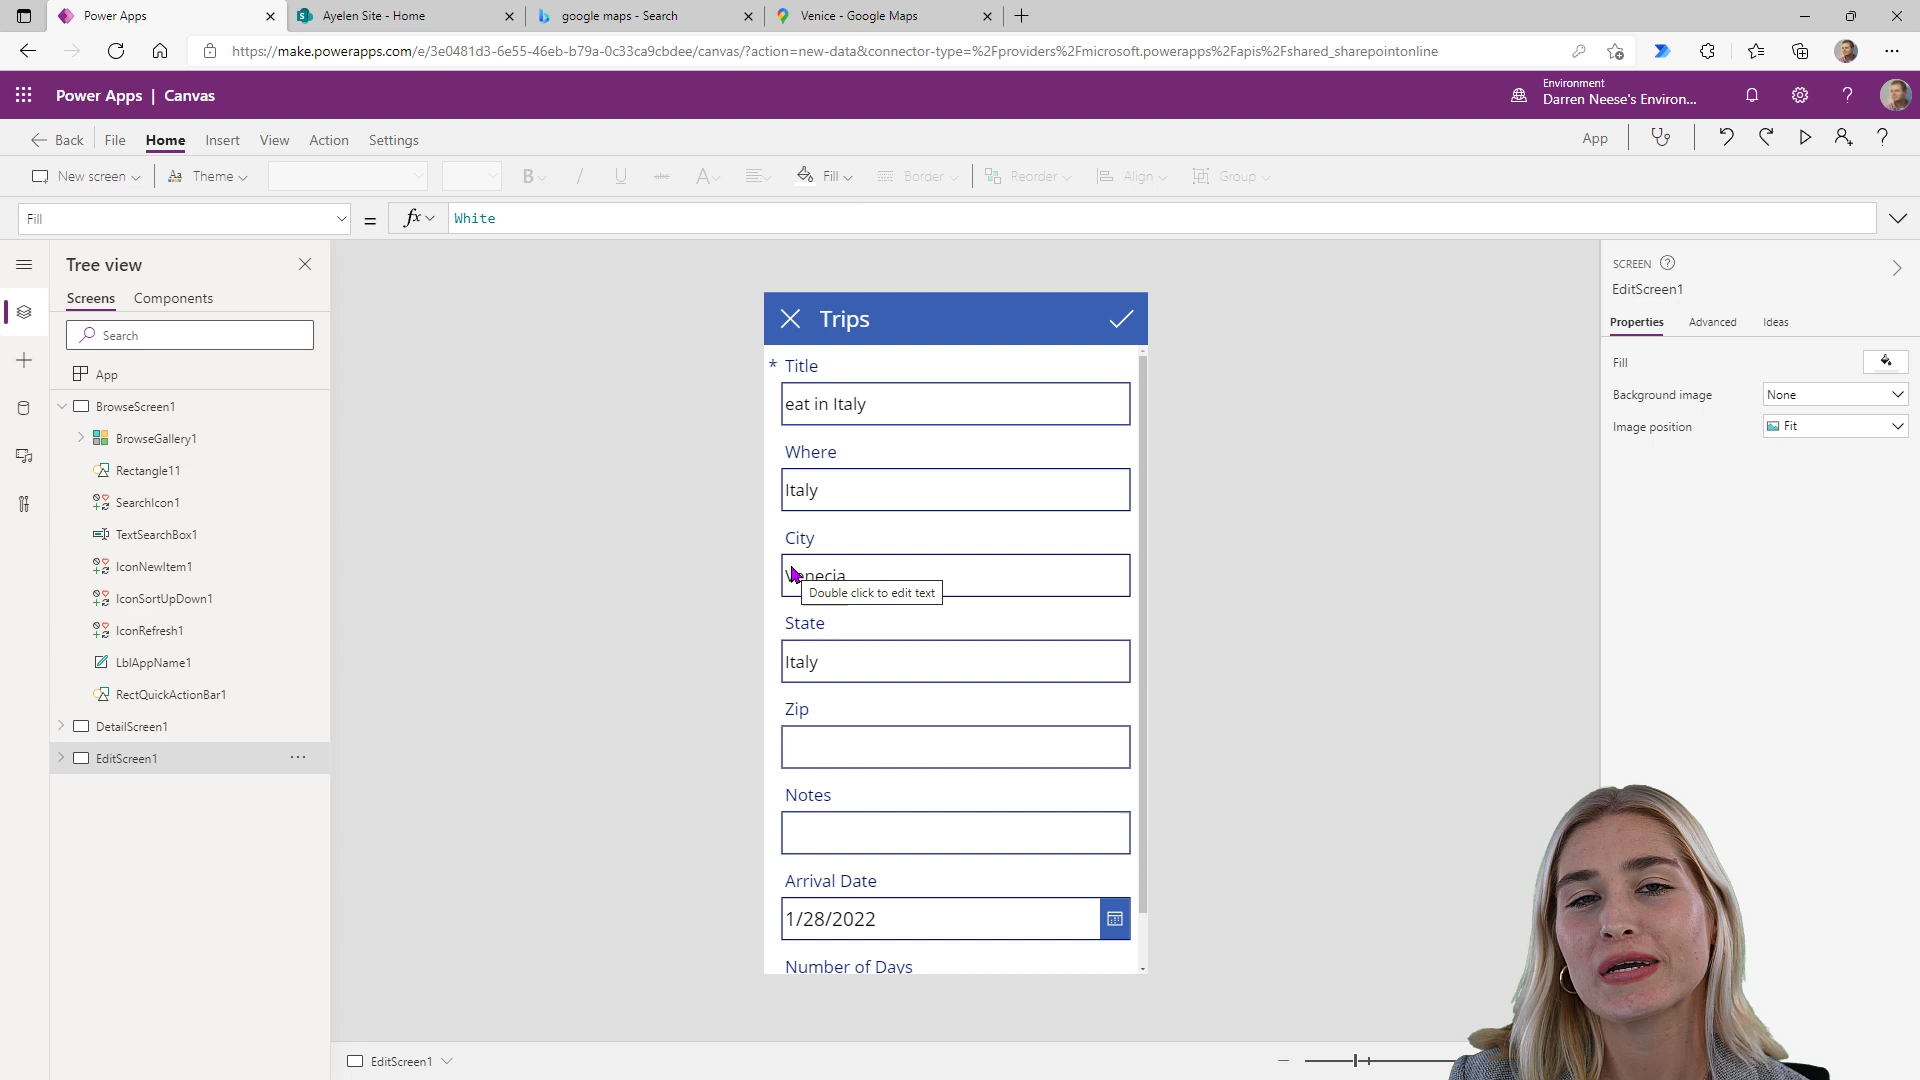 Power Apps
Ayelen Site - Home
google maps - Search
Venice - Google Maps
https://make.powerapps.com/e/3e0481d3-6e55-46eb-b79a-0c33ca9cbdee/canvas/?action=new-data&connector-type=%2Fproviders%2Fmicrosoft.powerapps%2Fapis%2Fshared_sharepointonline
Power Apps | Canvas
Environment
Darren Neese's Environ...
Back File Home Insert View Action Settings App
New screen Theme Fill Border Reorder Align Group
Fill = fx White
Tree view
Screens Components
Search
App
BrowseScreen1
BrowseGallery1
Rectangle11
SearchIcon1
TextSearchBox1
IconNewItem1
IconSortUpDown1
IconRefresh1
LblAppName1
RectQuickActionBar1
DetailScreen1
EditScreen1
Trips
* Title
eat in Italy
Where
Italy
City
Venecia
Double click to edit text
State
Italy
Zip
Notes
Arrival Date
1/28/2022
Number of Days
EditScreen1
SCREEN
EditScreen1
Properties Advanced Ideas
Fill
Background image None
Image position Fit